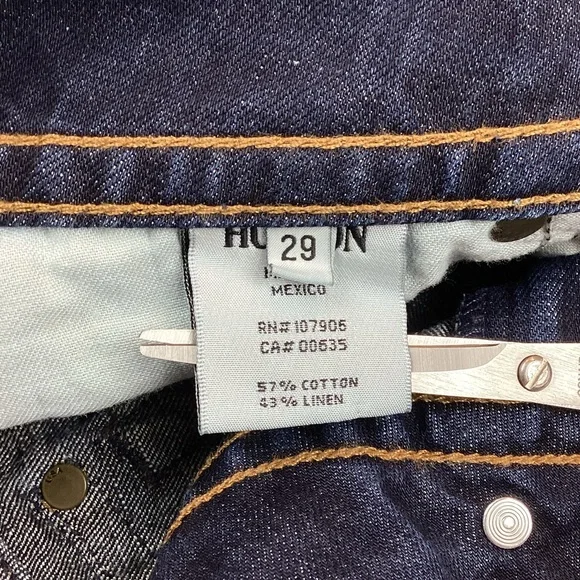 29
MEXICO
RN# 107906
CA# 00635
57% COTTON
43% LINEN